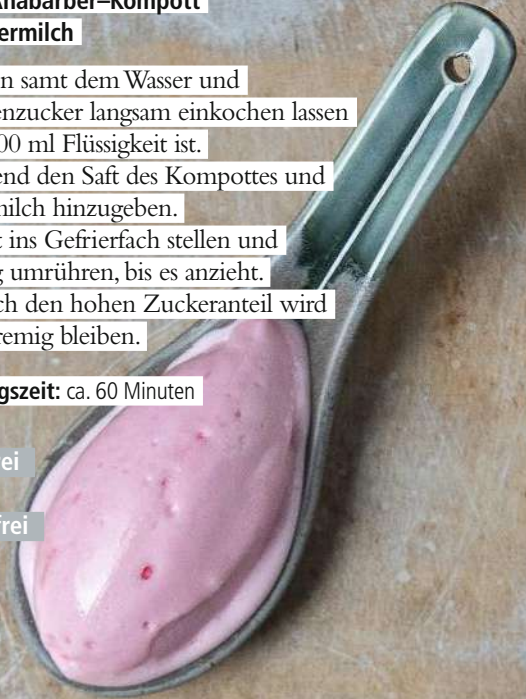 Rhabarber–Kompott
ermilch
n samt dem Wasser und
enzucker langsam einkochen lassen
00 ml Flüssigkeit ist.
end den Saft des Kompottes und
milch hinzugeben.
t ins Gefrierfach stellen und
g umrühren, bis es anzieht.
ch den hohen Zuckeranteil wird
remig bleiben.
gszeit: ca. 60 Minuten
ei
frei